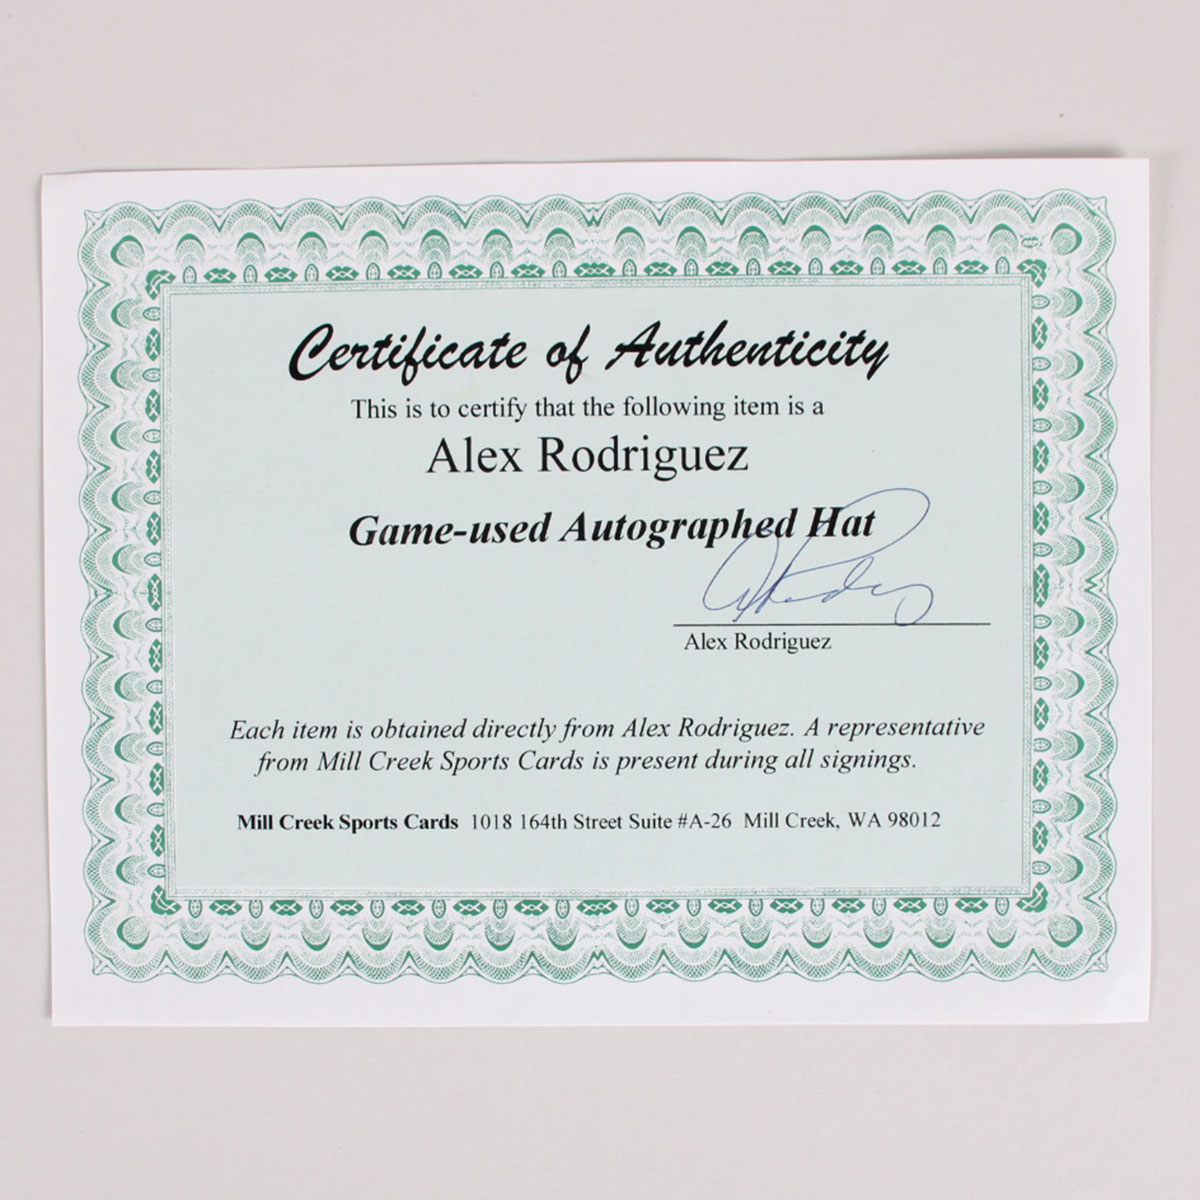 Certificate of Authenticity
This is to certify that the following item is a
Alex Rodriguez
Game-used Autographed Hat
Alex Rodriguez
Each item is obtained directly from Alex Rodriguez. A representative
from Mill Creek Sports Cards is present during all signings.
Mill Creek Sports Cards 1018 164th Street Suite #A-26 Mill Creek, WA 98012